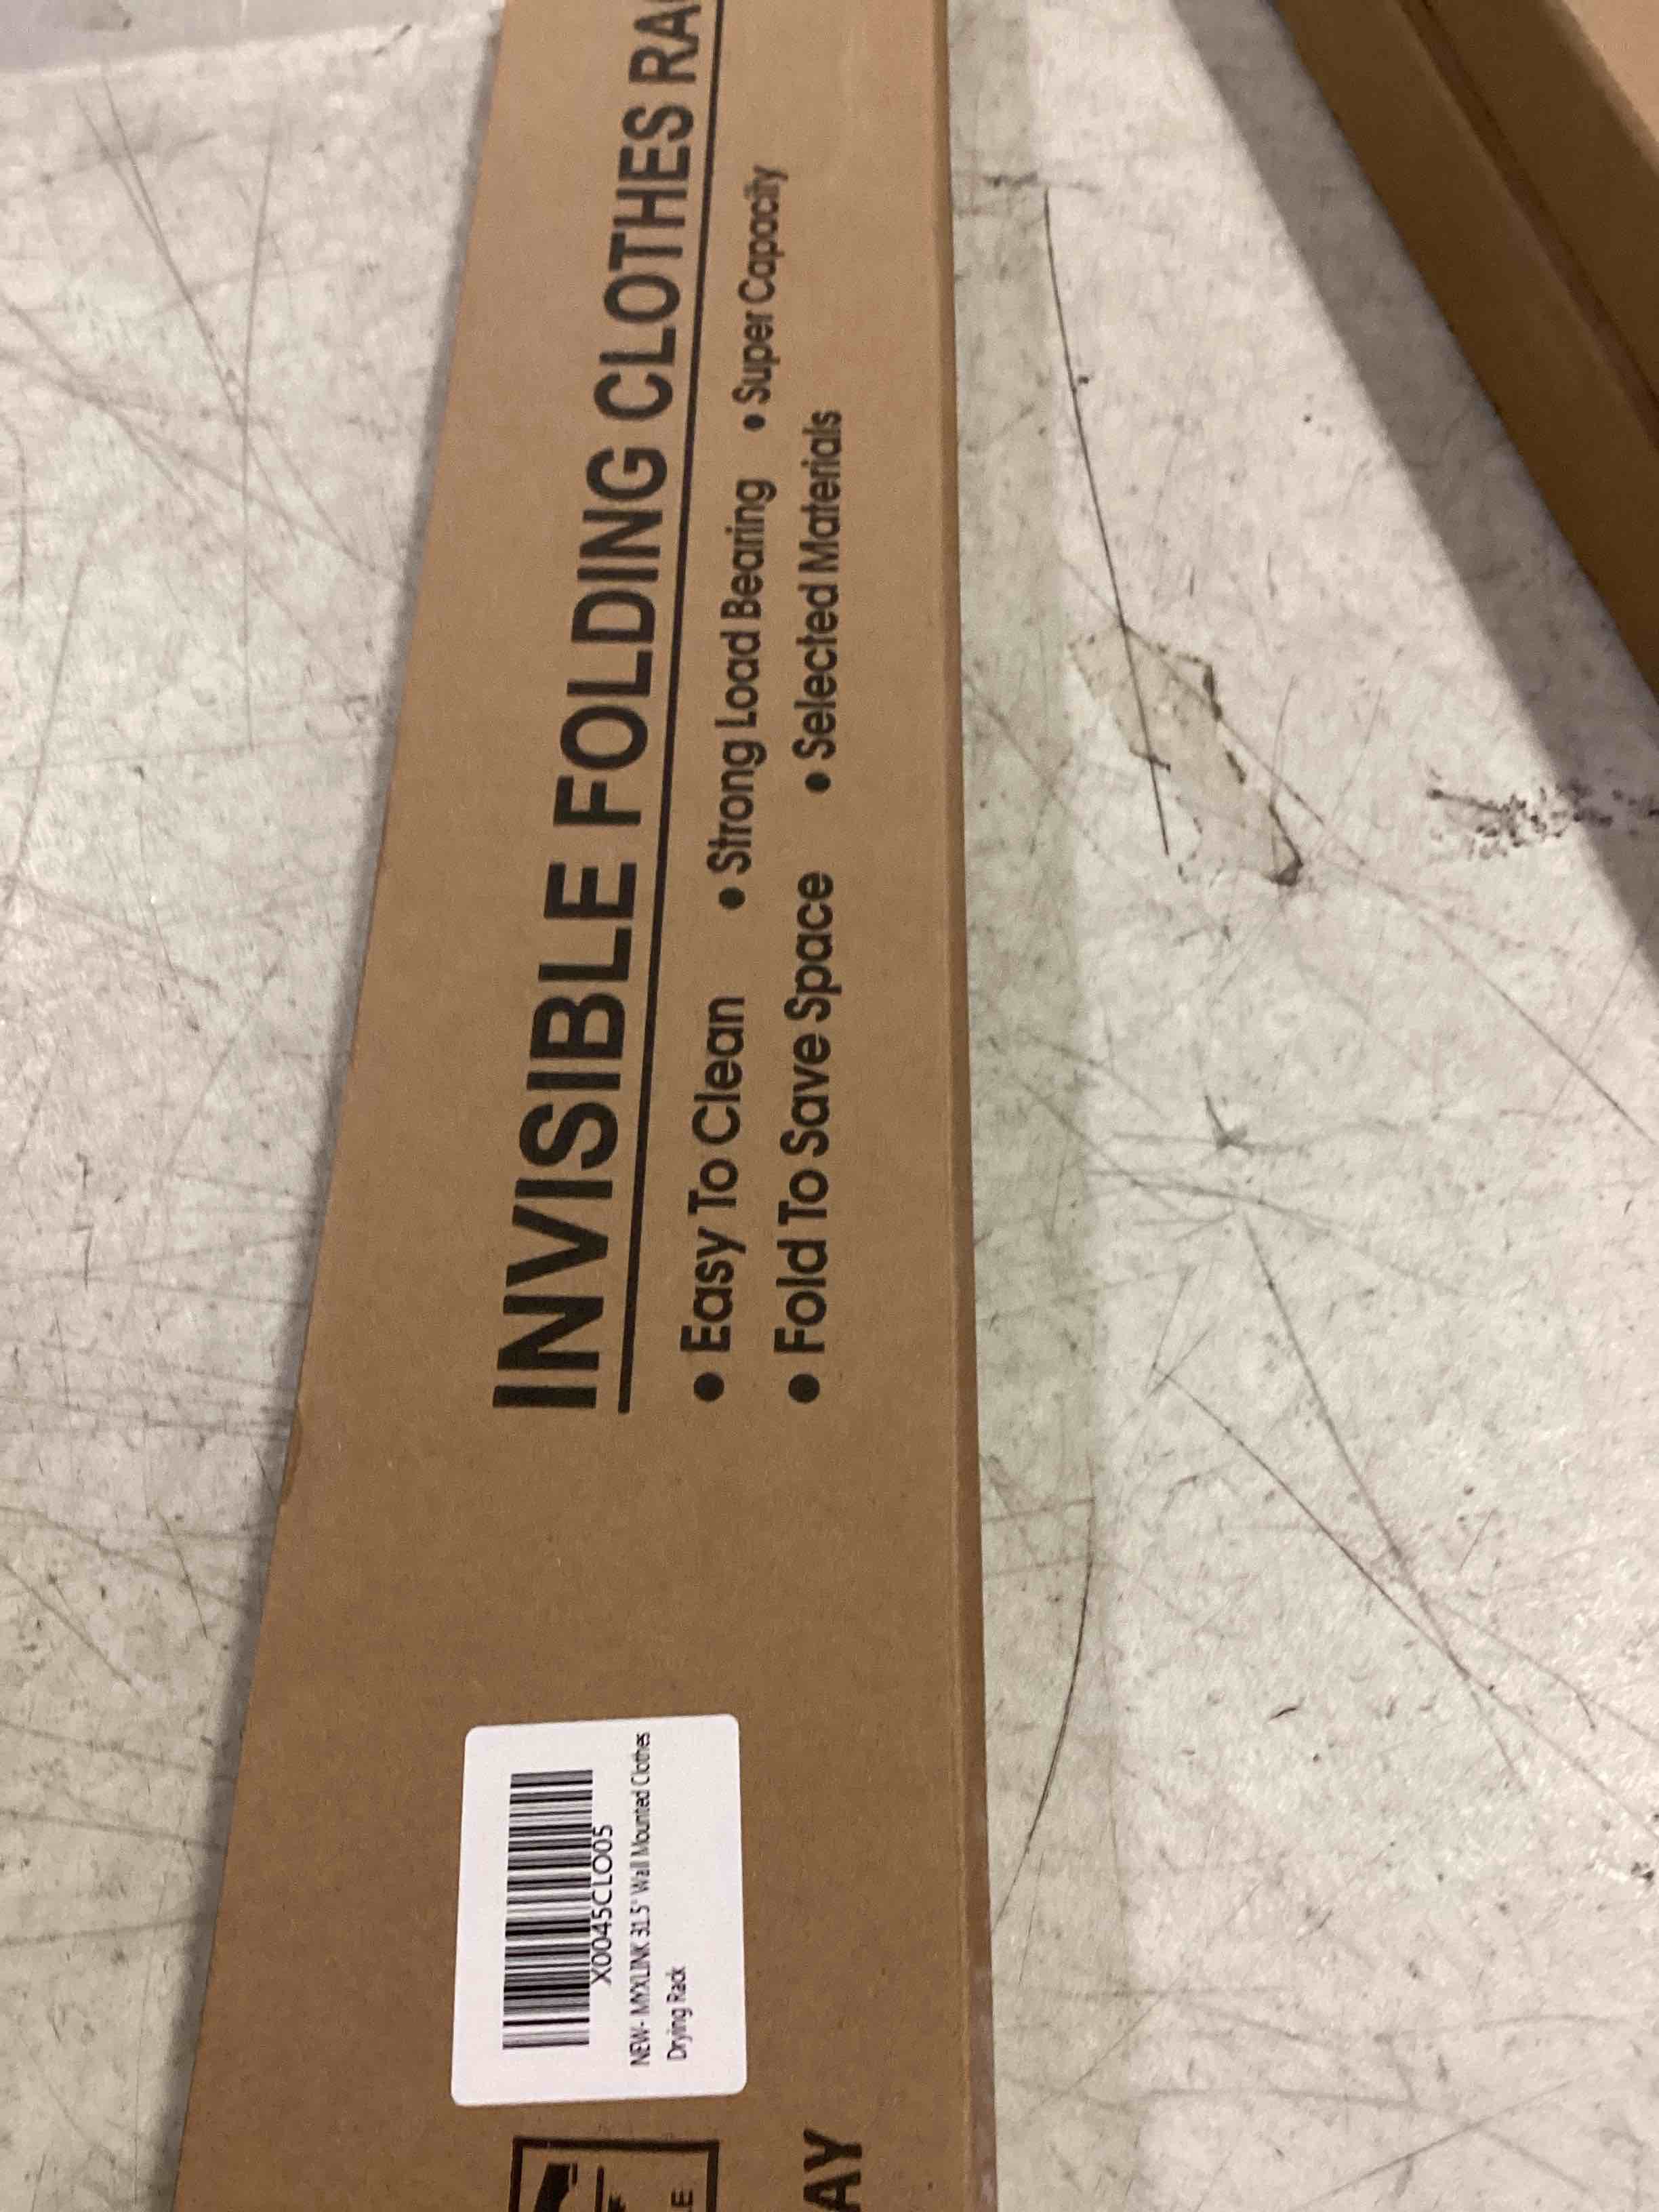 INVISIBLE FOLDING CLOTHES RA
• Easy To Clean • Strong Load Bearing • Super Capacity
• Fold To Save Space • Selected Materials
X0045CLO05
NEW- MYXLINK 31.5" Wall Mounted Clothes
Drying Rack